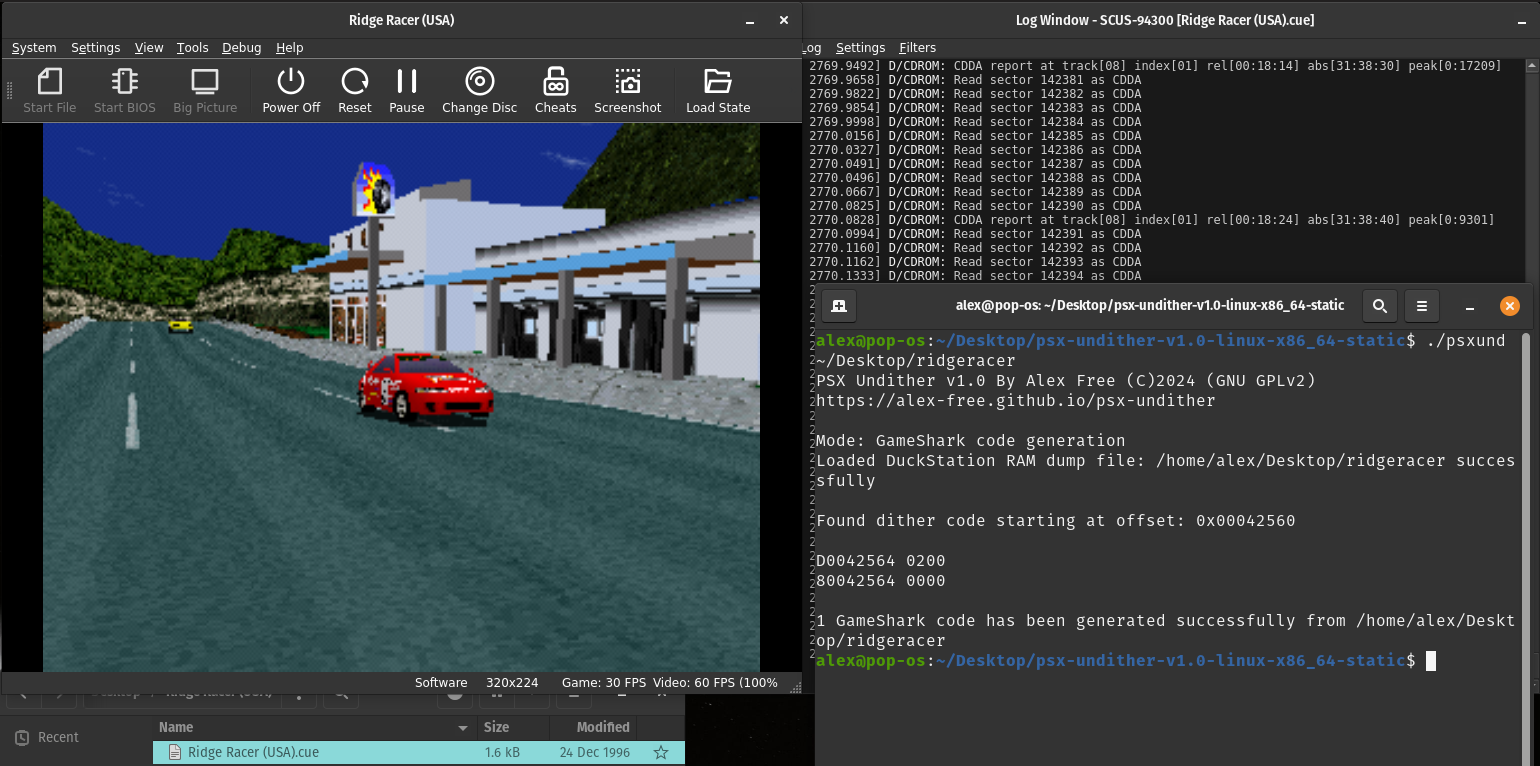 Ridge Racer (USA)
System Settings View Tools Debug Help
Start File Start BIOS Big Picture Power Off Reset Pause Change Disc Cheats Screenshot Load State
Software 320x224 Game: 30 FPS Video: 60 FPS (100%
Log Window - SCUS-94300 [Ridge Racer (USA).cue]
Log Settings Filters
2769.9492] D/CDROM: CDDA report at track[08] index[01] rel[00:18:14] abs[31:38:30] peak[0:17209]
2769.9658] D/CDROM: Read sector 142381 as CDDA
2769.9822] D/CDROM: Read sector 142382 as CDDA
2769.9854] D/CDROM: Read sector 142383 as CDDA
2769.9998] D/CDROM: Read sector 142384 as CDDA
2770.0156] D/CDROM: Read sector 142385 as CDDA
2770.0327] D/CDROM: Read sector 142386 as CDDA
2770.0491] D/CDROM: Read sector 142387 as CDDA
2770.0496] D/CDROM: Read sector 142388 as CDDA
2770.0667] D/CDROM: Read sector 142389 as CDDA
2770.0825] D/CDROM: Read sector 142390 as CDDA
2770.0828] D/CDROM: CDDA report at track[08] index[01] rel[00:18:24] abs[31:38:40] peak[0:9301]
2770.0994] D/CDROM: Read sector 142391 as CDDA
2770.1160] D/CDROM: Read sector 142392 as CDDA
2770.1162] D/CDROM: Read sector 142393 as CDDA
2770.1333] D/CDROM: Read sector 142394 as CDDA
alex@pop-os: ~/Desktop/psx-undither-v1.0-linux-x86_64-static
alex@pop-os:~/Desktop/psx-undither-v1.0-linux-x86_64-static$ ./psxund
~/Desktop/ridgeracer
PSX Undither v1.0 By Alex Free (C)2024 (GNU GPLv2)
https://alex-free.github.io/psx-undither
Mode: GameShark code generation
Loaded DuckStation RAM dump file: /home/alex/Desktop/ridgeracer succes
sfully
Found dither code starting at offset: 0x00042560
D0042564 0200
80042564 0000
1 GameShark code has been generated successfully from /home/alex/Deskt
op/ridgeracer
alex@pop-os:~/Desktop/psx-undither-v1.0-linux-x86_64-static$
Recent
Name Size Modified
Ridge Racer (USA).cue 1.6 kB 24 Dec 1996